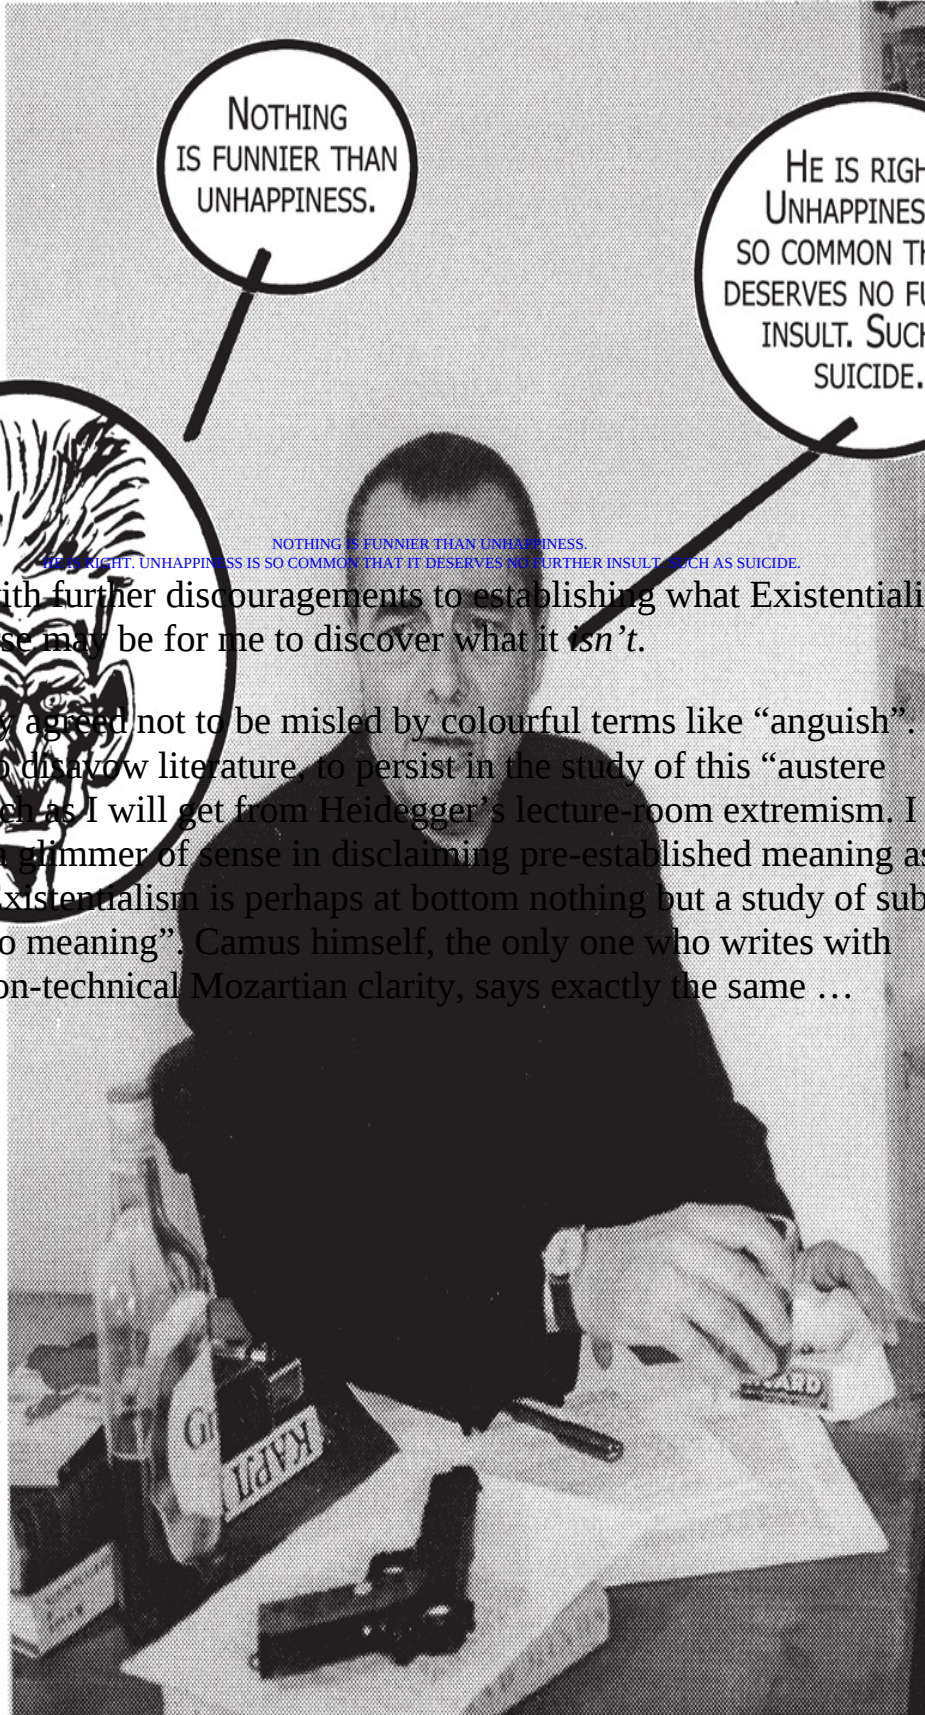 NOTHING
IS FUNNIER THAN
UNHAPPINESS.
HE IS RIGH
UNHAPPINES
SO COMMON TH
DESERVES NO FU
INSULT. SUCH
SUICIDE.
NOTHING IS FUNNIER THAN UNHAPPINESS.
HE IS RIGHT. UNHAPPINESS IS SO COMMON THAT IT DESERVES NO FURTHER INSULT, SUCH AS SUICIDE.
ith further discouragements to establishing what Existentiali
se may be for me to discover what it isn’t.
y agreed not to be misled by colourful terms like “anguish”.
o disavow literature, to persist in the study of this “austere
ch as I will get from Heidegger’s lecture-room extremism. I
a glimmer of sense in disclaiming pre-established meaning as
Existentialism is perhaps at bottom nothing but a study of sub
o meaning”. Camus himself, the only one who writes with
on-technical Mozartian clarity, says exactly the same …
КАРЛ